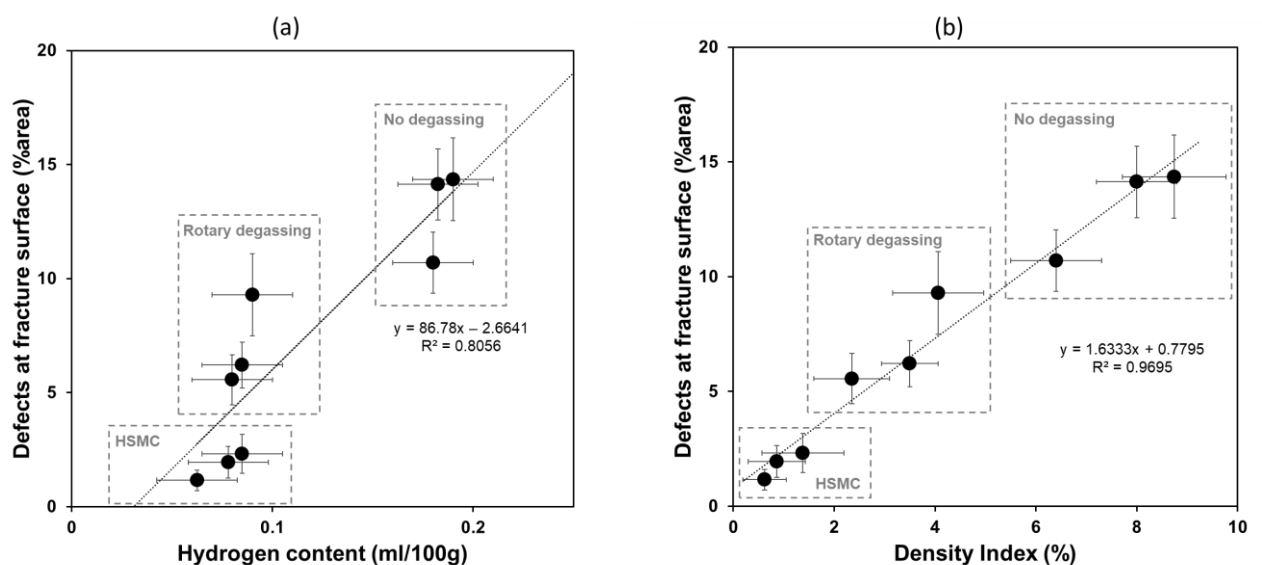 (a)
20
15
10
5
0
Defects at fracture surface (%area)
No degassing
Rotary degassing
HSMC
y = 86.78x – 2.6641
R² = 0.8056
0
0.1
0.2
Hydrogen content (ml/100g)
(b)
20
15
10
5
0
Defects at fracture surface (%area)
No degassing
Rotary degassing
HSMC
y = 1.6333x + 0.7795
R² = 0.9695
0
2
4
6
8
10
Density Index (%)